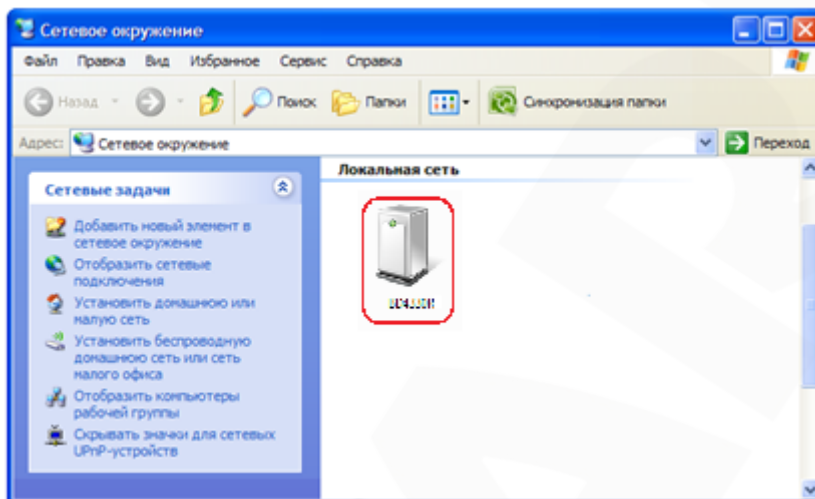 Сетевое окружение
Файл Правка Вид Избранное Сервис Справка
Назад Поиск Папки Синхронизация папки
Адрес: Сетевое окружение Переход
Сетевые задачи
Добавить новый элемент в
сетевое окружение
Отобразить сетевые
подключения
Установить домашнюю или
малую сеть
Установить беспроводную
домашнюю сеть или сеть
малого офиса
Отобразить компьютеры
рабочей группы
Скрывать значки для сетевых
UPnP-устройств
Локальная сеть